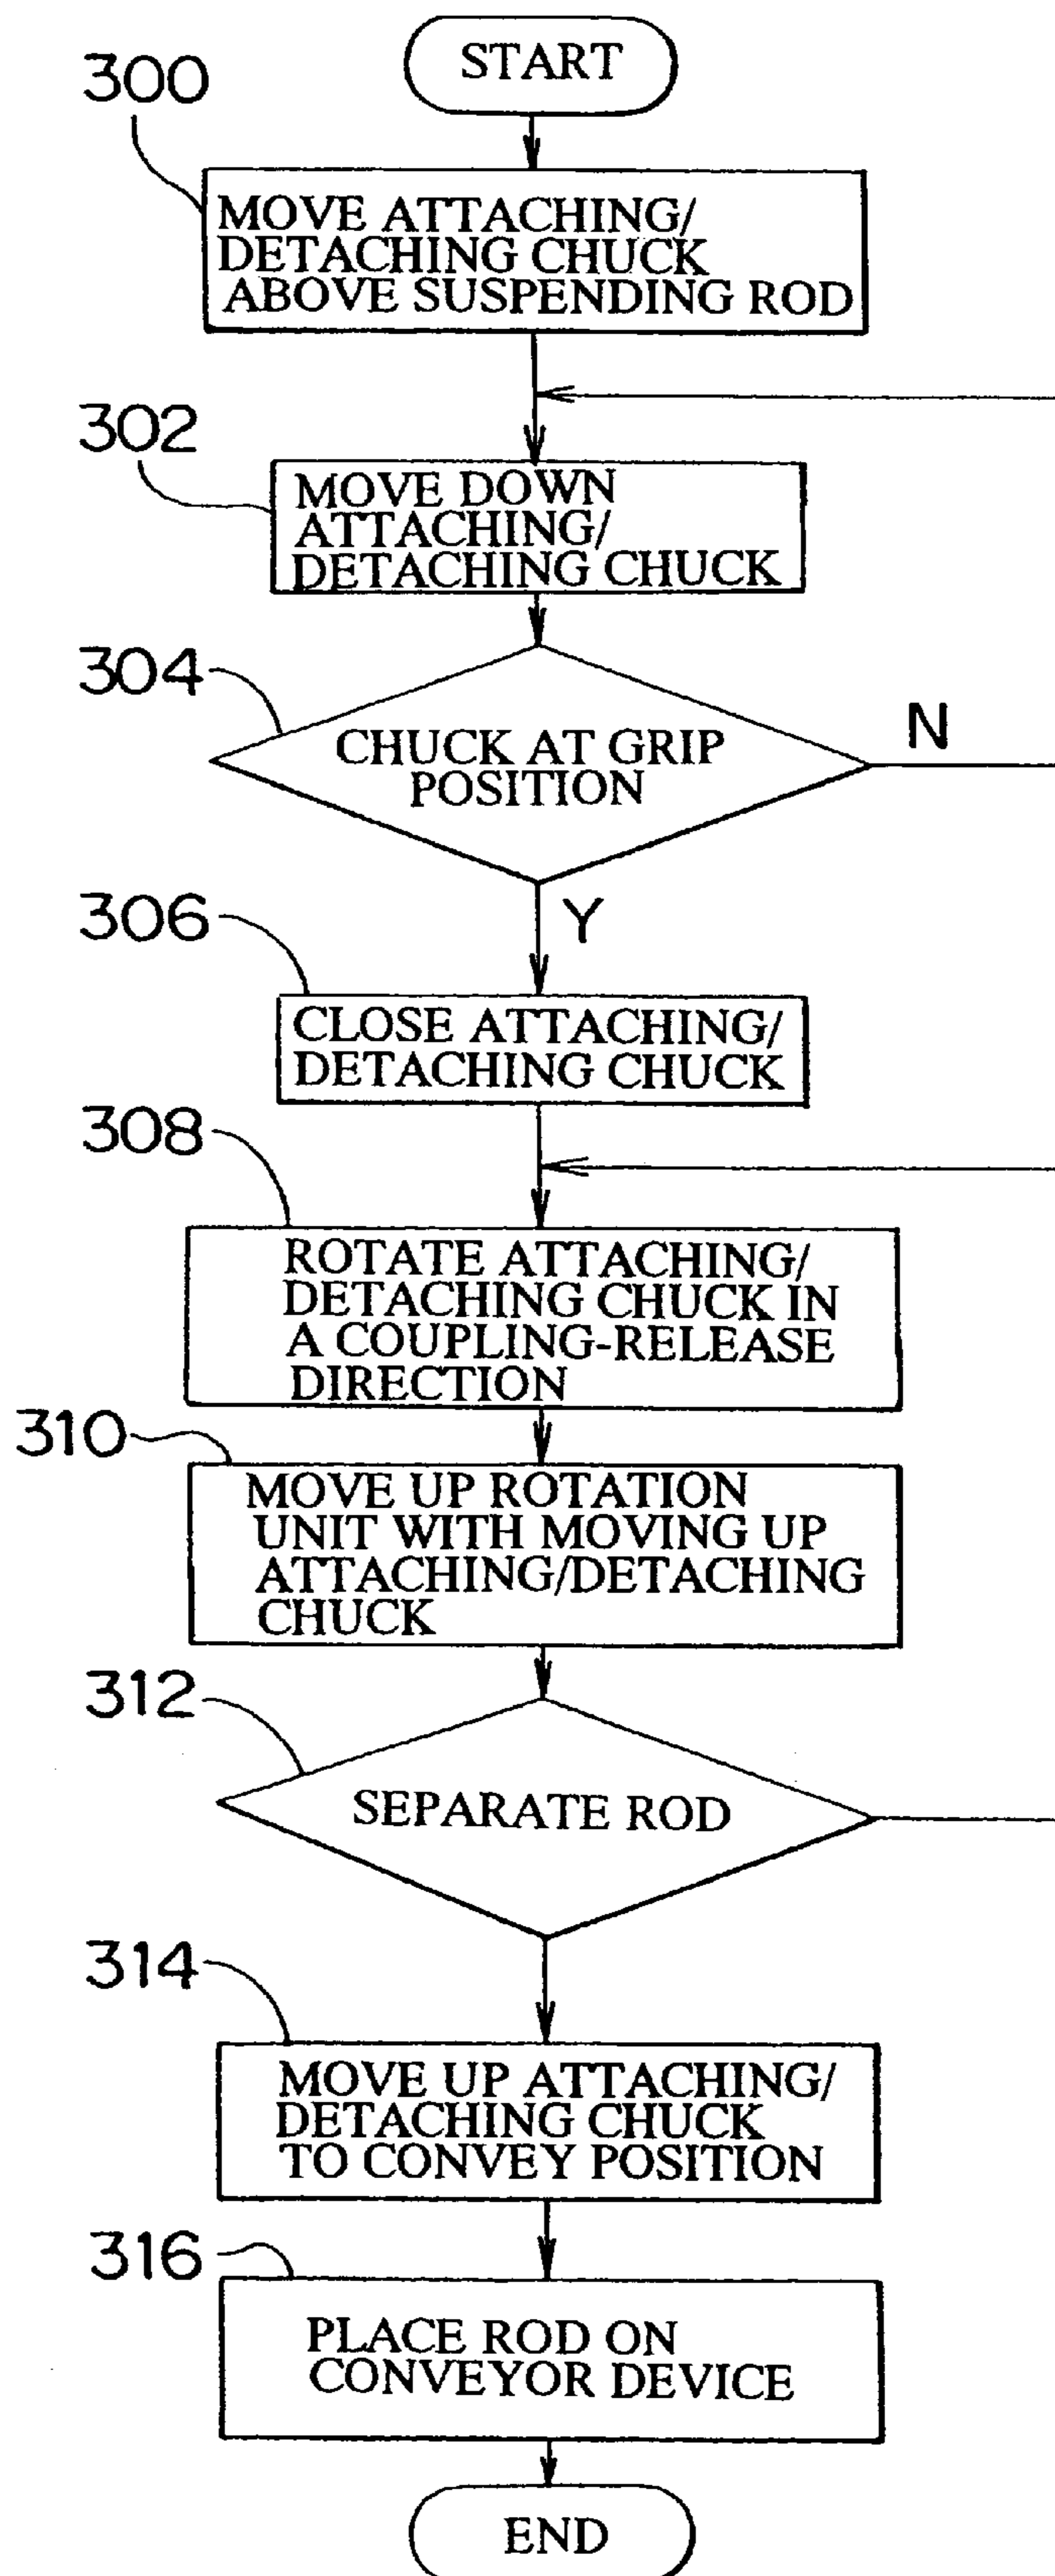 START
300
MOVE ATTACHING/
DETACHING CHUCK
ABOVE SUSPENDING ROD
302
MOVE DOWN
ATTACHING/
DETACHING CHUCK
304
CHUCK AT GRIP
POSITION
N
Y
306
CLOSE ATTACHING/
DETACHING CHUCK
308
ROTATE ATTACHING/
DETACHING CHUCK IN
A COUPLING-RELEASE
DIRECTION
310
MOVE UP ROTATION
UNIT WITH MOVING UP
ATTACHING/DETACHING
CHUCK
312
SEPARATE ROD
314
MOVE UP ATTACHING/
DETACHING CHUCK
TO CONVEY POSITION
316
PLACE ROD ON
CONVEYOR DEVICE
END